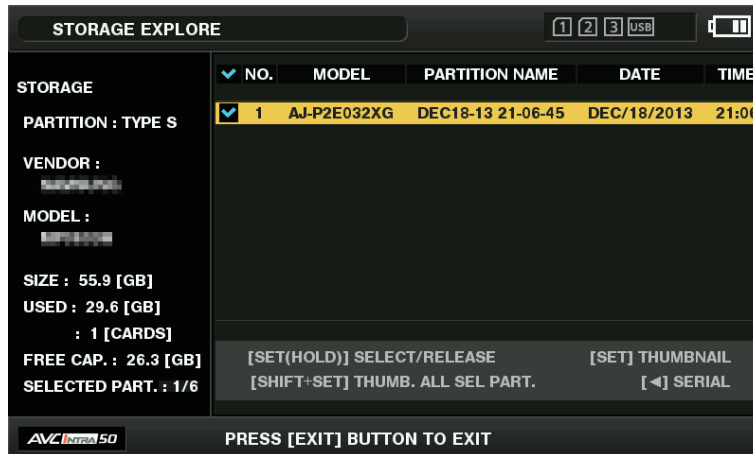 STORAGE EXPLORE
1 2 3 USB
STORAGE
PARTITION : TYPE S
VENDOR :
MODEL :
SIZE : 55.9 [GB]
USED : 29.6 [GB]
: 1 [CARDS]
FREE CAP. : 26.3 [GB]
SELECTED PART. : 1/6
NO. MODEL PARTITION NAME DATE TIME
1 AJ-P2E032XG DEC18-13 21-06-45 DEC/18/2013 21:06
[SET(HOLD)] SELECT/RELEASE [SET] THUMBNAIL
[SHIFT+SET] THUMB. ALL SEL PART. [◄] SERIAL
AVC INTRA 50 PRESS [EXIT] BUTTON TO EXIT